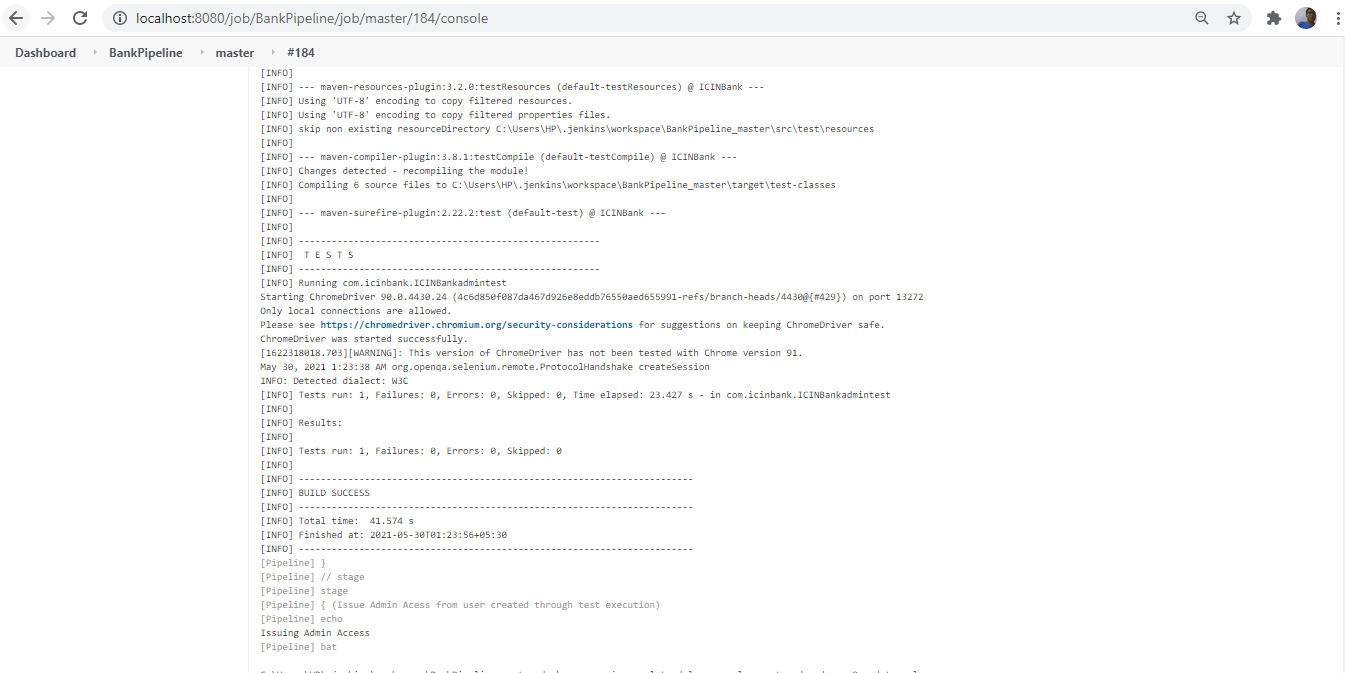 localhost:8080/job/BankPipeline/job/master/184/console
Dashboard BankPipeline master #184
[INFO]
[INFO] --- maven-resources-plugin:3.2.0:testResources (default-testResources) @ ICINBank ---
[INFO] Using 'UTF-8' encoding to copy filtered resources.
[INFO] Using 'UTF-8' encoding to copy filtered properties files.
[INFO] skip non existing resourceDirectory C:\Users\HP\.jenkins\workspace\BankPipeline_master\src\test\resources
[INFO]
[INFO] --- maven-compiler-plugin:3.8.1:testCompile (default-testCompile) @ ICINBank ---
[INFO] Changes detected - recompiling the module!
[INFO] Compiling 6 source files to C:\Users\HP\.jenkins\workspace\BankPipeline_master\target\test-classes
[INFO]
[INFO] --- maven-surefire-plugin:2.22.2:test (default-test) @ ICINBank ---
[INFO]
[INFO] -------------------------------------------------------
[INFO]  T E S T S
[INFO] -------------------------------------------------------
[INFO] Running com.icinbank.ICINBankadmintest
Starting ChromeDriver 90.0.4430.24 (4c6d850f087da467d926e8eddb76550aed655991-refs/branch-heads/4430@{#429}) on port 13272
Only local connections are allowed.
Please see https://chromedriver.chromium.org/security-considerations for suggestions on keeping ChromeDriver safe.
ChromeDriver was started successfully.
[1622318018.703][WARNING]: This version of ChromeDriver has not been tested with Chrome version 91.
May 30, 2021 1:23:38 AM org.openqa.selenium.remote.ProtocolHandshake createSession
INFO: Detected dialect: W3C
[INFO] Tests run: 1, Failures: 0, Errors: 0, Skipped: 0, Time elapsed: 23.427 s - in com.icinbank.ICINBankadmintest
[INFO]
[INFO] Results:
[INFO]
[INFO] Tests run: 1, Failures: 0, Errors: 0, Skipped: 0
[INFO]
[INFO] ------------------------------------------------------------------------
[INFO] BUILD SUCCESS
[INFO] ------------------------------------------------------------------------
[INFO] Total time:  41.574 s
[INFO] Finished at: 2021-05-30T01:23:56+05:30
[INFO] ------------------------------------------------------------------------
[Pipeline] }
[Pipeline] // stage
[Pipeline] stage
[Pipeline] { (Issue Admin Acess from user created through test execution)
[Pipeline] echo
Issuing Admin Access
[Pipeline] bat